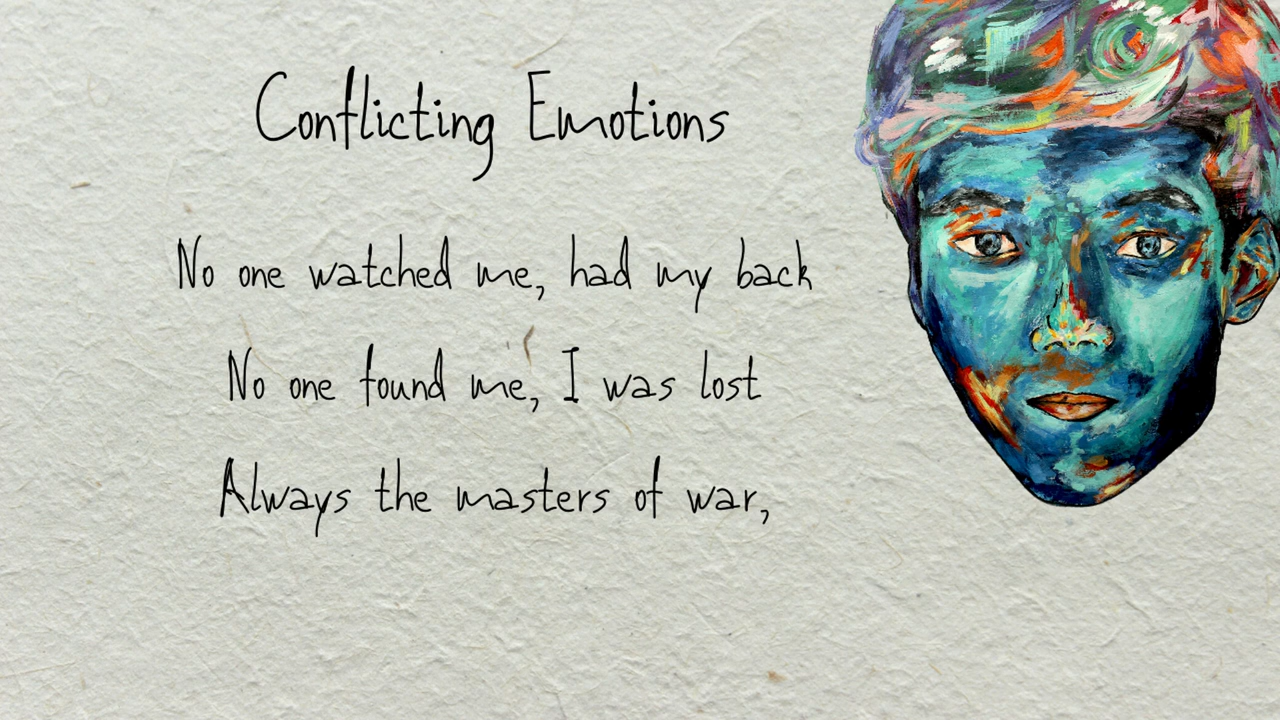 Conflicting Emotions
No one watched me, had my back
No one found me, I was lost
Always the masters of war,